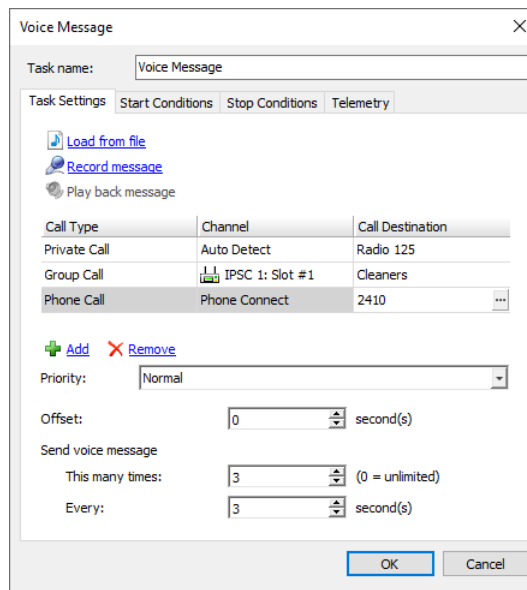 Voice Message
Task name: Voice Message
Task Settings Start Conditions Stop Conditions Telemetry
Load from file
Record message
Play back message
Call Type Channel Call Destination
Private Call Auto Detect Radio 125
Group Call IPSC 1: Slot #1 Cleaners
Phone Call Phone Connect 2410 ...
Add Remove
Priority: Normal
Offset: 0 second(s)
Send voice message
This many times: 3 (0 = unlimited)
Every: 3 second(s)
OK Cancel